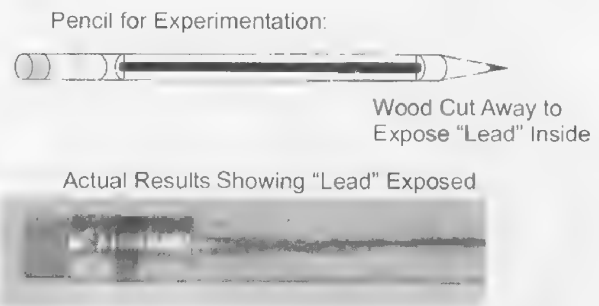 Pencil for Experimentation:
Wood Cut Away to
Expose “Lead” Inside
Actual Results Showing “Lead” Exposed